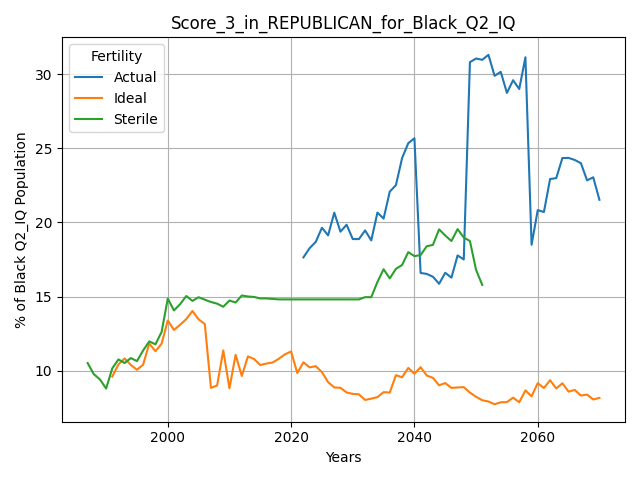 Score_3_in_REPUBLICAN_for_Black_Q2_IQ
Fertility
Actual
Ideal
Sterile
% of Black Q2_IQ Population
30
25
20
15
10
2000
2020
2040
2060
Years